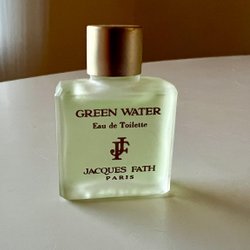 GREEN WATER
Eau de Toilette
JF
JACQUES FATH
PARIS